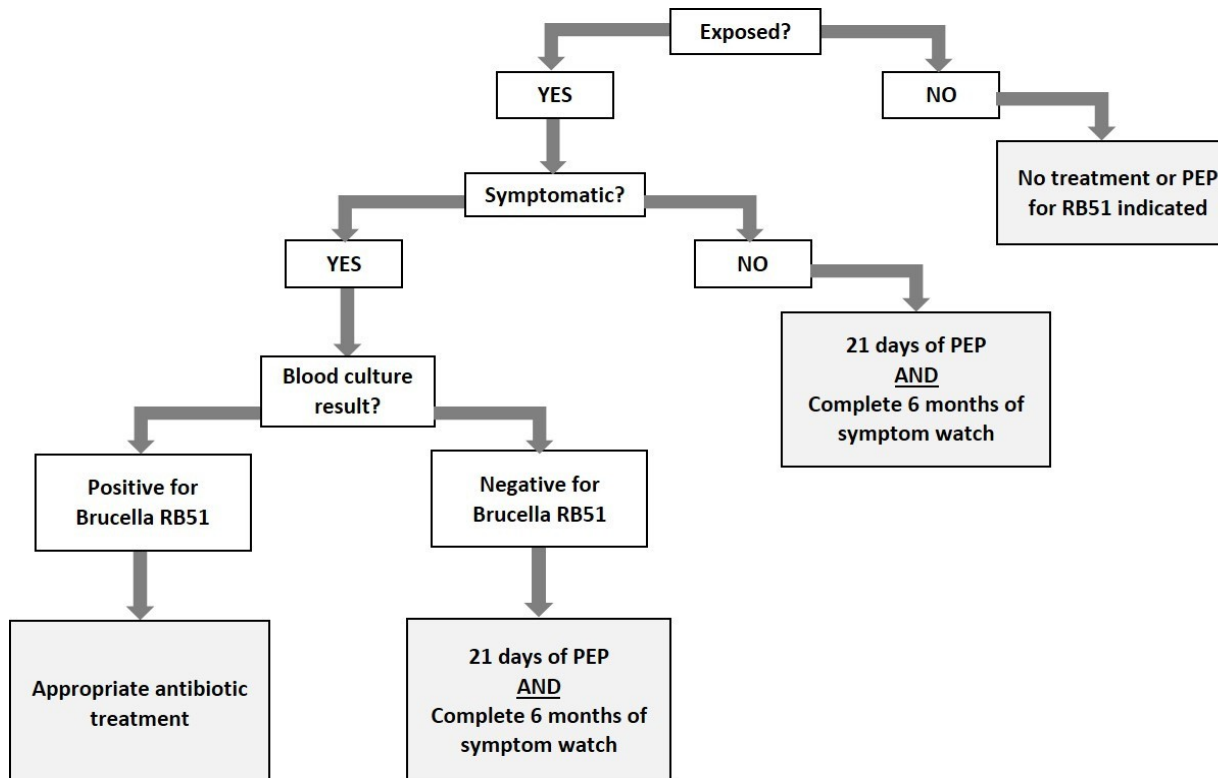 Exposed?
YES
NO
No treatment or PEP
for RB51 indicated
Symptomatic?
YES
NO
21 days of PEP
AND
Complete 6 months of
symptom watch
Blood culture
result?
Positive for
Brucella RB51
Negative for
Brucella RB51
Appropriate antibiotic
treatment
21 days of PEP
AND
Complete 6 months of
symptom watch